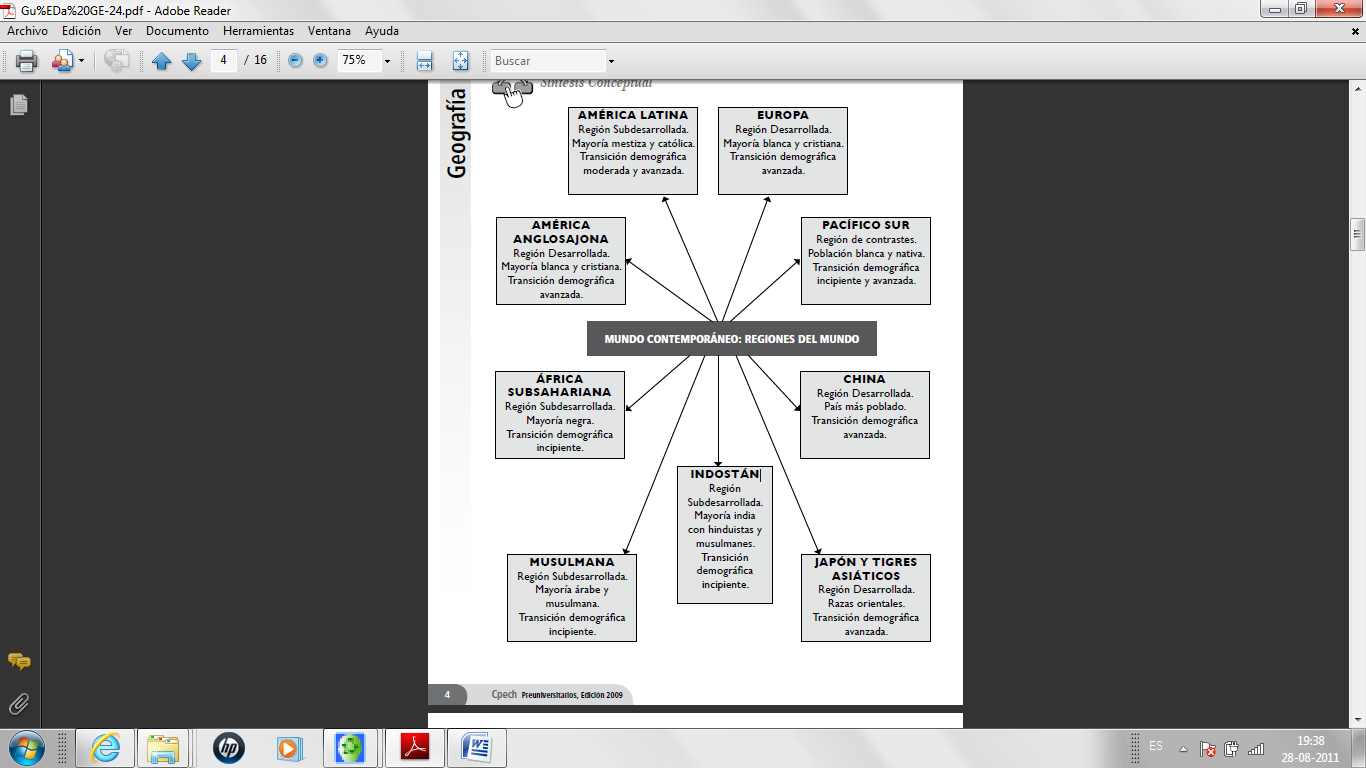 Gu%EDa%20GE-24.pdf - Adobe Reader
Archivo Edición Ver Documento Herramientas Ventana Ayuda
4 / 16 75% Buscar
Síntesis Conceptual
Geografía
AMÉRICA LATINA
Región Subdesarrollada.
Mayoría mestiza y católica.
Transición demográfica
moderada y avanzada.
EUROPA
Región Desarrollada.
Mayoría blanca y cristiana.
Transición demográfica
avanzada.
AMÉRICA
ANGLOSAJONA
Región Desarrollada.
Mayoría blanca y cristiana.
Transición demográfica
avanzada.
PACÍFICO SUR
Región de contrastes.
Población blanca y nativa.
Transición demográfica
incipiente y avanzada.
MUNDO CONTEMPORÁNEO: REGIONES DEL MUNDO
ÁFRICA
SUBSAHARIANA
Región Subdesarrollada.
Mayoría negra.
Transición demográfica
incipiente.
CHINA
Región Desarrollada.
País más poblado.
Transición demográfica
avanzada.
INDOSTÁN
Región
Subdesarrollada.
Mayoría india
con hinduistas y
musulmanes.
Transición
demográfica
incipiente.
MUSULMANA
Región Subdesarrollada.
Mayoría árabe y
musulmana.
Transición demográfica
incipiente.
JAPÓN Y TIGRES
ASIÁTICOS
Región Desarrollada.
Razas orientales.
Transición demográfica
avanzada.
4 Cpech Preuniversitarios, Edición 2009
hp
ES
19:38
28-08-2011